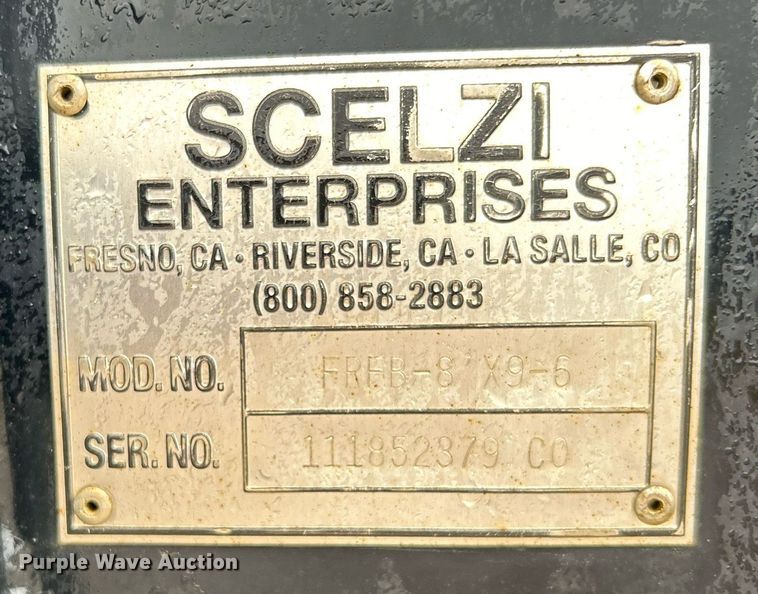 SCELZI
ENTERPRISES
FRESNO, CA • RIVERSIDE, CA • LA SALLE, CO
(800) 858-2883
MOD. NO. FRFB-8'X9-6
SER. NO. 111852379 CO
Purple Wave Auction